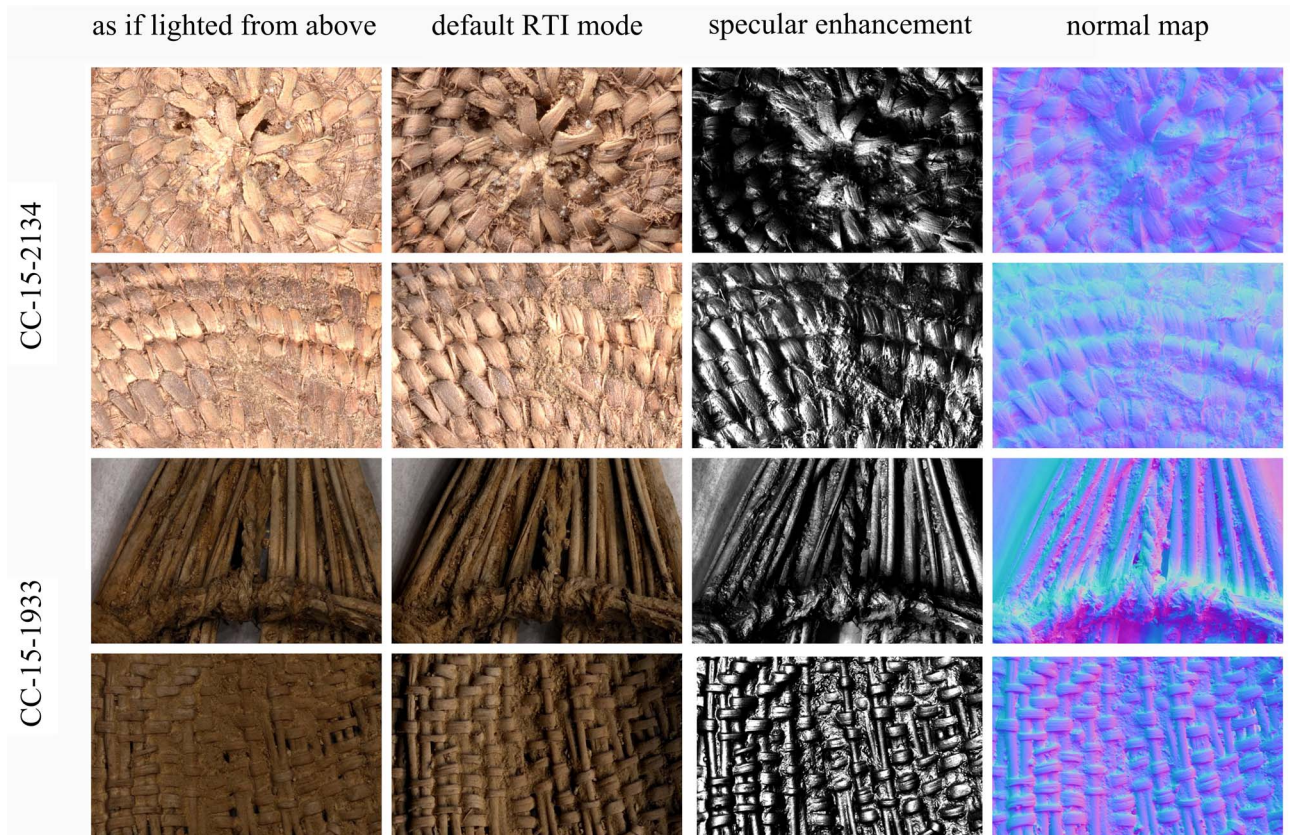 as if lighted from above
default RTI mode
specular enhancement
normal map
CC-15-2134
CC-15-1933